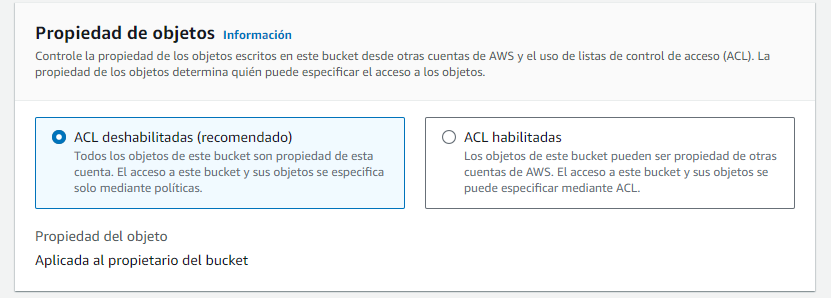 Propiedad de objetos Información
Controle la propiedad de los objetos escritos en este bucket desde otras cuentas de AWS y el uso de listas de control de acceso (ACL). La
propiedad de los objetos determina quién puede especificar el acceso a los objetos.
ACL deshabilitadas (recomendado)
Todos los objetos de este bucket son propiedad de esta
cuenta. El acceso a este bucket y sus objetos se especifica
solo mediante políticas.
ACL habilitadas
Los objetos de este bucket pueden ser propiedad de otras
cuentas de AWS. El acceso a este bucket y sus objetos se
puede especificar mediante ACL.
Propiedad del objeto
Aplicada al propietario del bucket